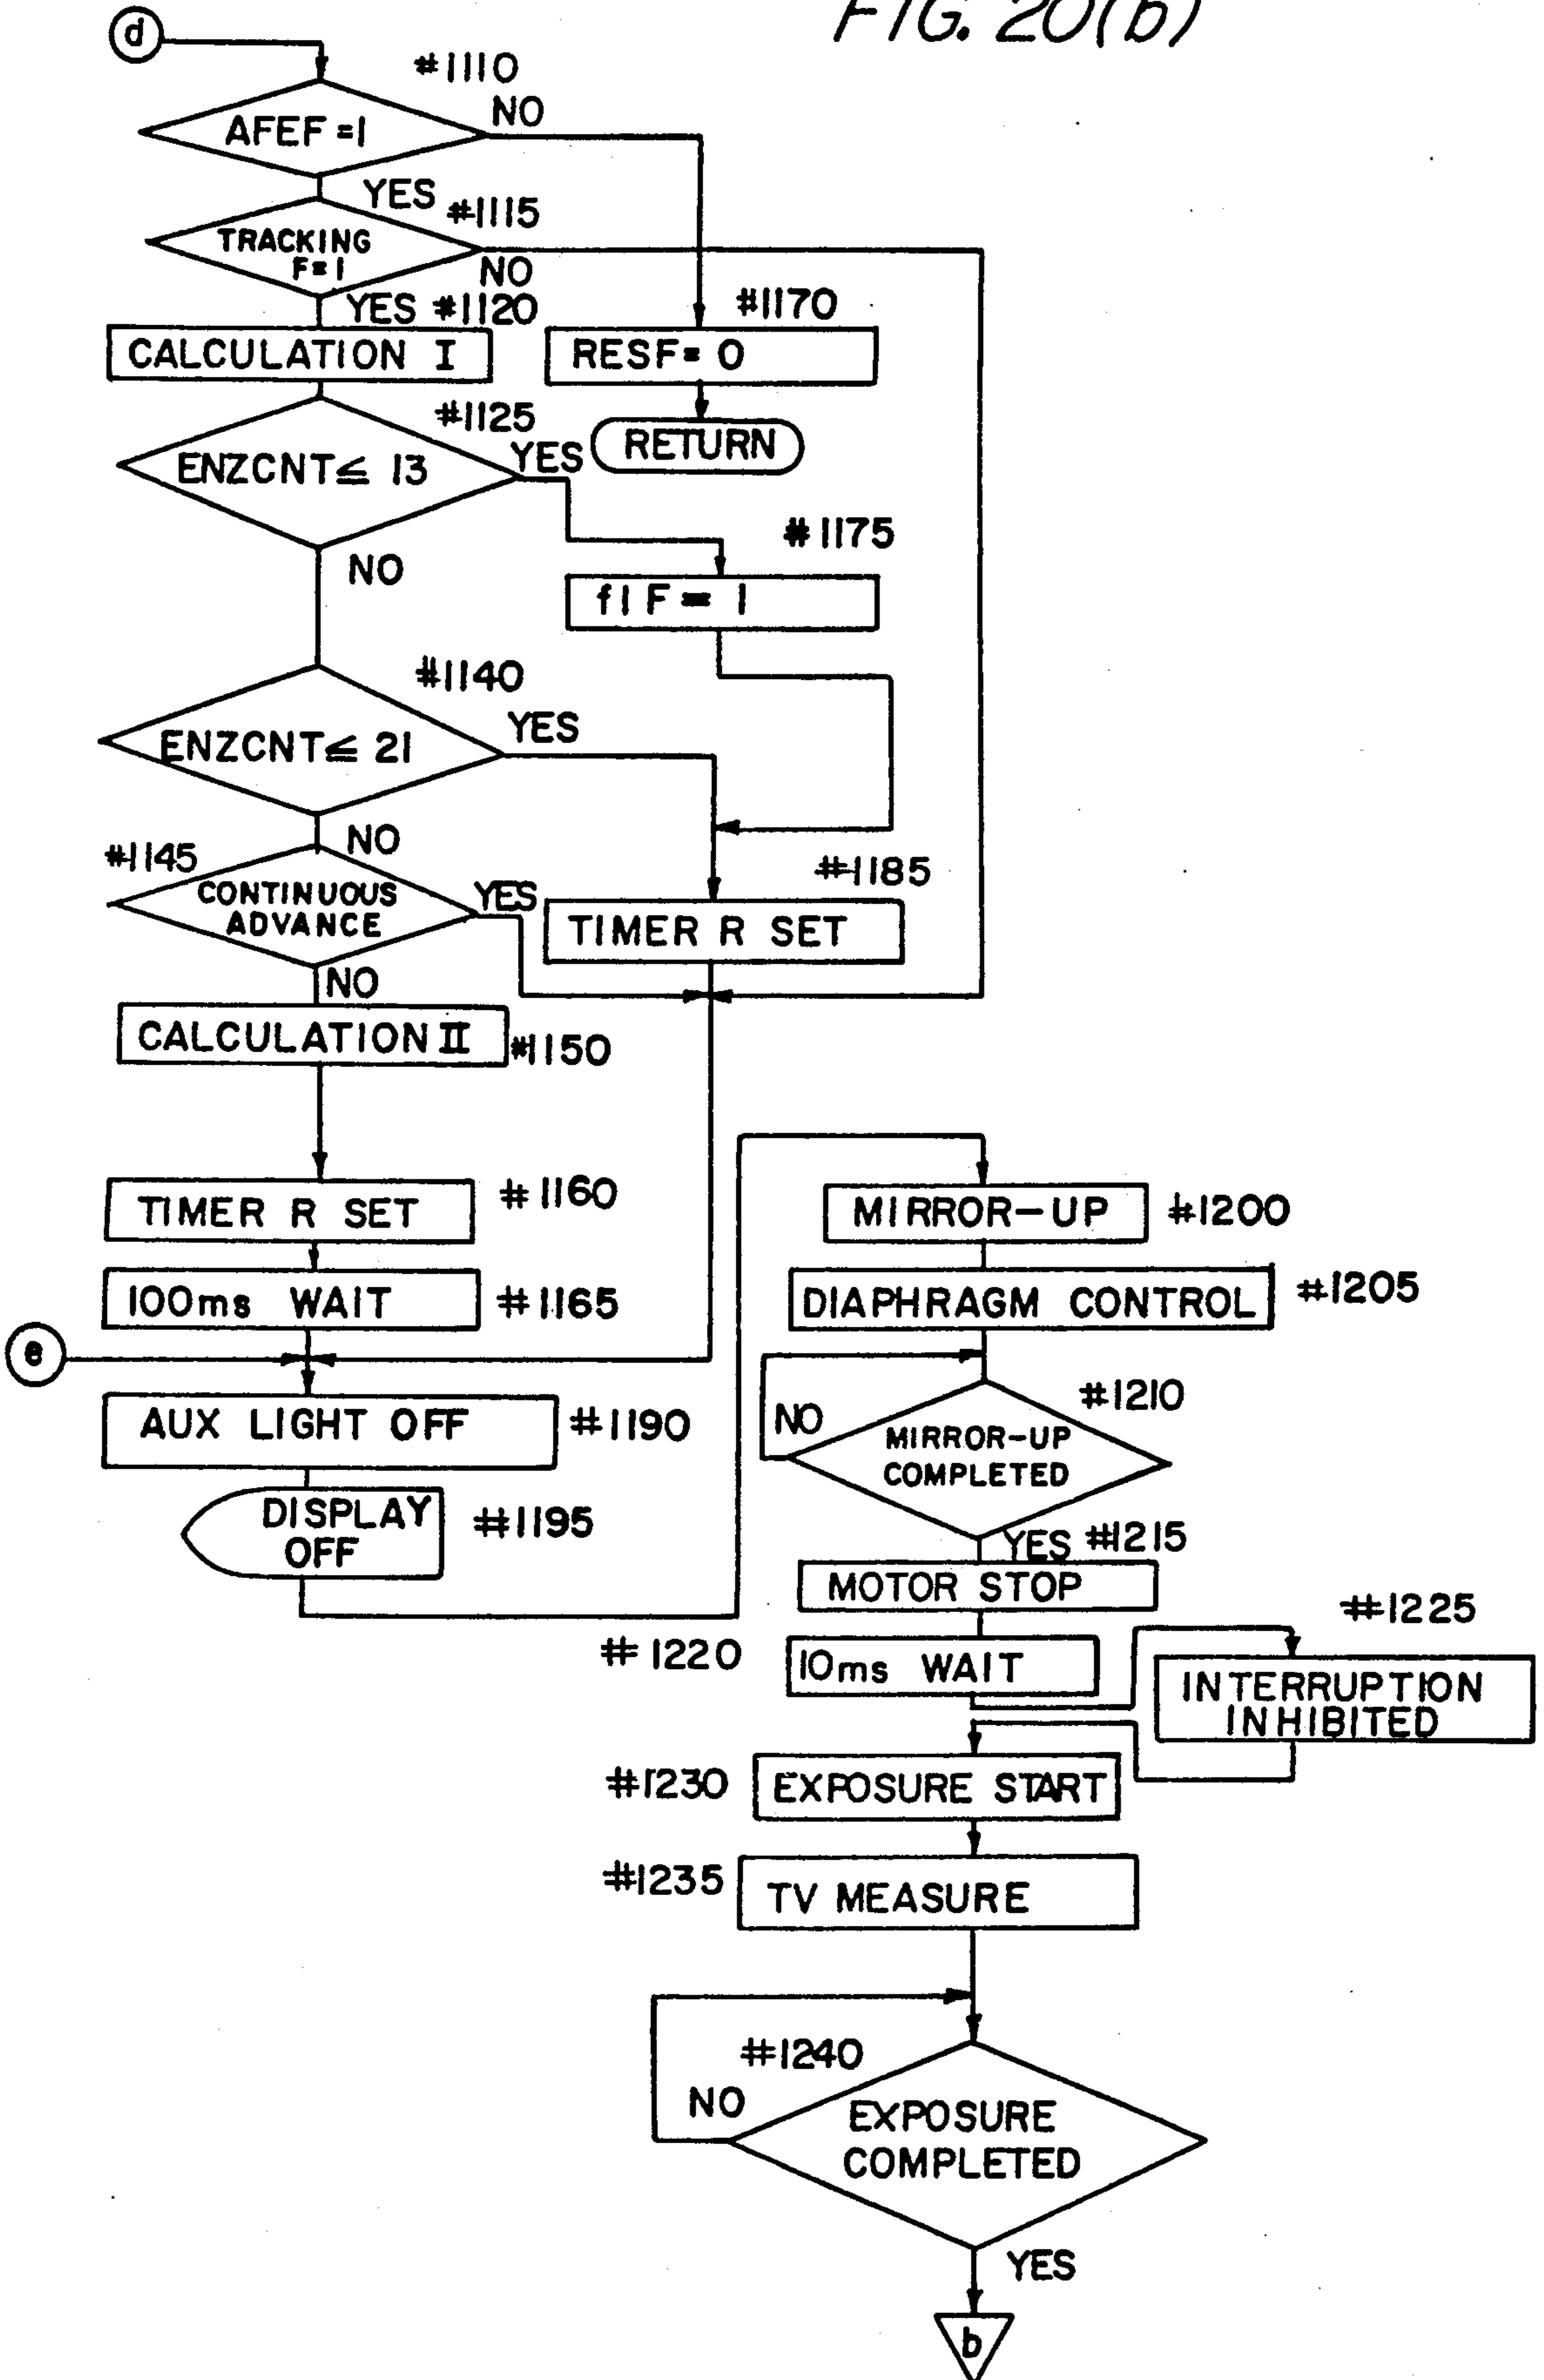 FIG. 20(b)
d
#1110
AFEF =1
NO
YES
#1115
TRACKING
F=1
NO
YES #1120
CALCULATION I
#1170
RESF= 0
RETURN
#1125
ENZCNT≦ 13
YES
NO
#1175
f1F= 1
#1140
ENZCNT≦ 21
YES
NO
#1145
CONTINUOUS
ADVANCE
YES
NO
#1185
TIMER R SET
CALCULATION II
#1150
TIMER R SET
#1160
100ms WAIT
#1165
e
AUX LIGHT OFF
#1190
DISPLAY
OFF
#1195
MIRROR-UP
#1200
DIAPHRAGM CONTROL
#1205
#1210
NO
MIRROR-UP
COMPLETED
YES #1215
MOTOR STOP
#1220
10ms WAIT
#1225
INTERRUPTION
INHIBITED
#1230
EXPOSURE START
#1235
TV MEASURE
#1240
NO
EXPOSURE
COMPLETED
YES
b